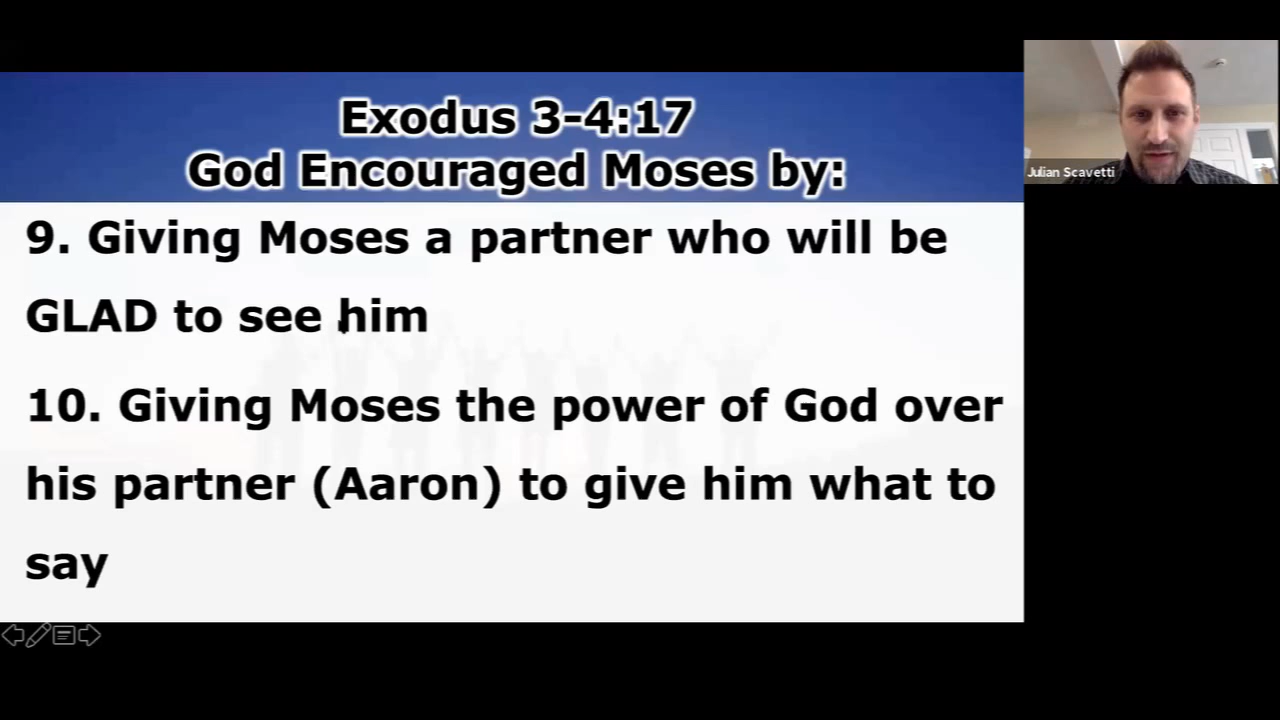 Exodus 3-4:17
God Encouraged Moses by:
9. Giving Moses a partner who will be
GLAD to see him
10. Giving Moses the power of God over
his partner (Aaron) to give him what to
say
Julian Scavetti